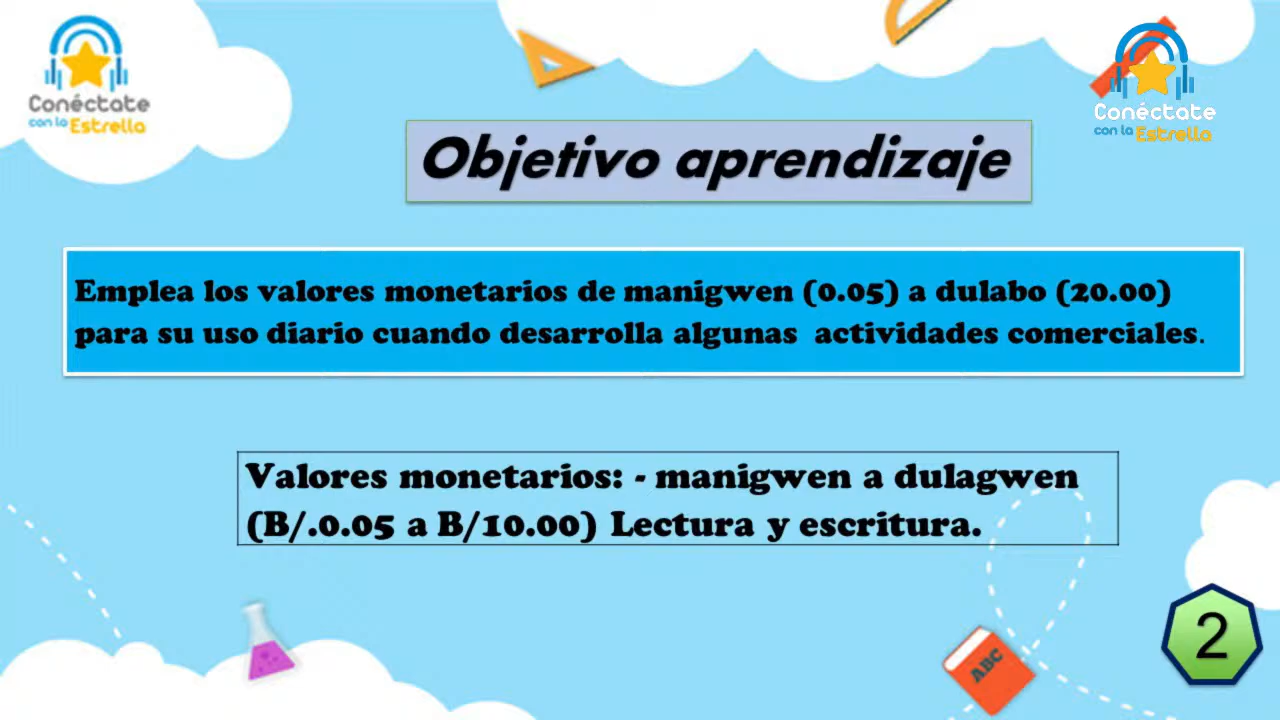 Conéctate
con la Estrella
Conéctate
con la Estrella
Objetivo aprendizaje
Emplea los valores monetarios de manigwen (0.05) a dulabo (20.00)
para su uso diario cuando desarrolla algunas actividades comerciales.
Valores monetarios: - manigwen a dulagwen
(B/.0.05 a B/10.00) Lectura y escritura.
ABC
2